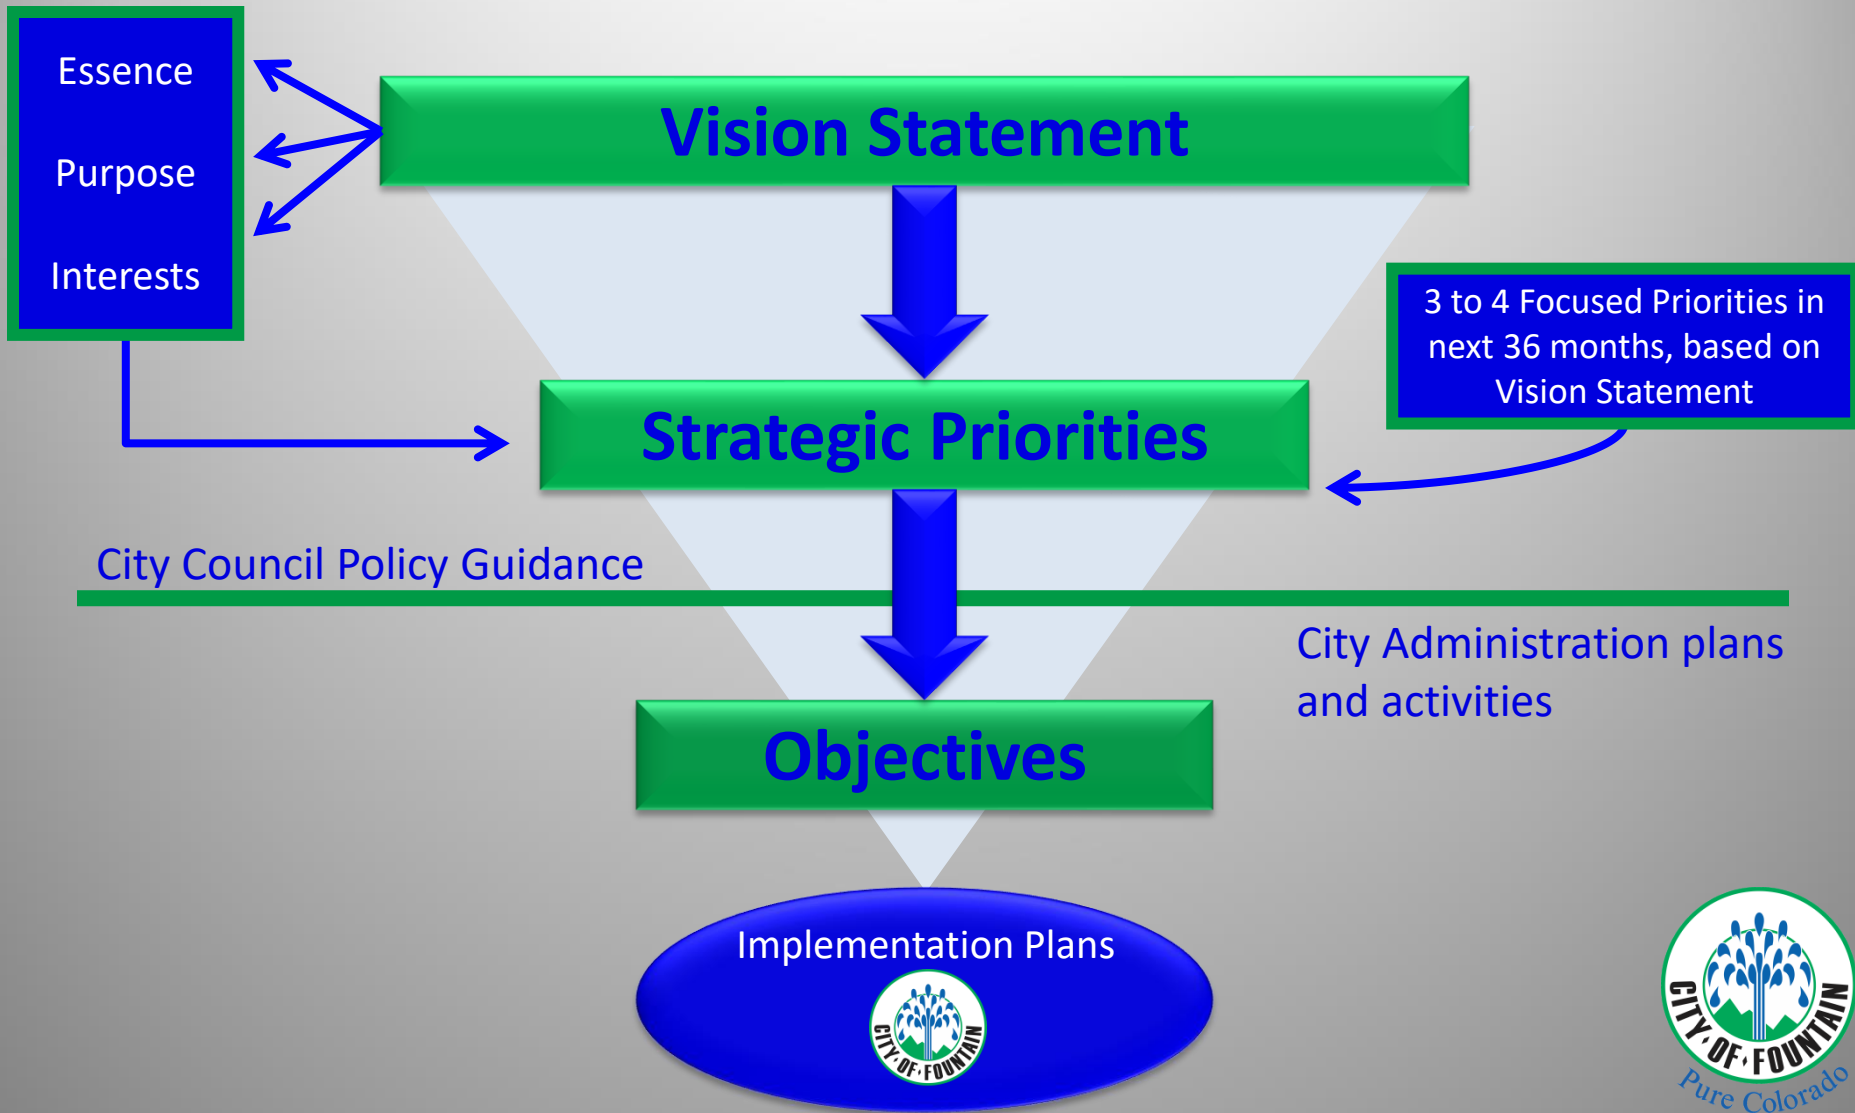 Essence
Purpose
Interests
Vision Statement
3 to 4 Focused Priorities in
next 36 months, based on
Vision Statement
Strategic Priorities
City Council Policy Guidance
City Administration plans
and activities
Objectives
Implementation Plans
CITY·OF·FOUNTAIN
CITY·OF·FOUNTAIN
Pure Colorado